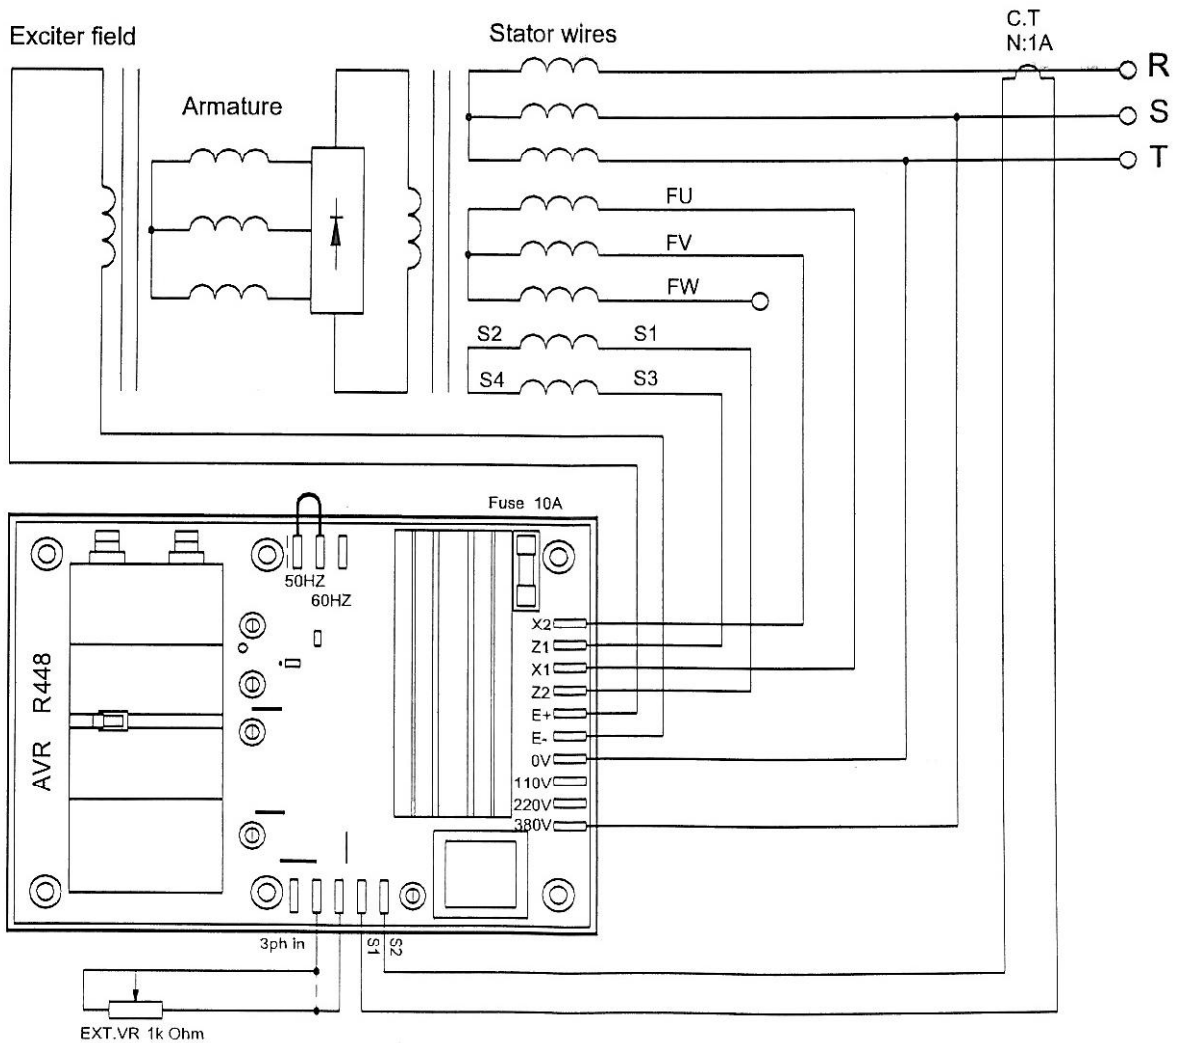 Exciter field
Stator wires
C.T
N:1A
R
S
T
Armature
FU
FV
FW
S2 S1
S4 S3
Fuse 10A
50HZ
60HZ
AVR R448
X2
Z1
X1
Z2
E+
E-
0V
110V
220V
380V
3ph in
S1
S2
EXT.VR 1k Ohm